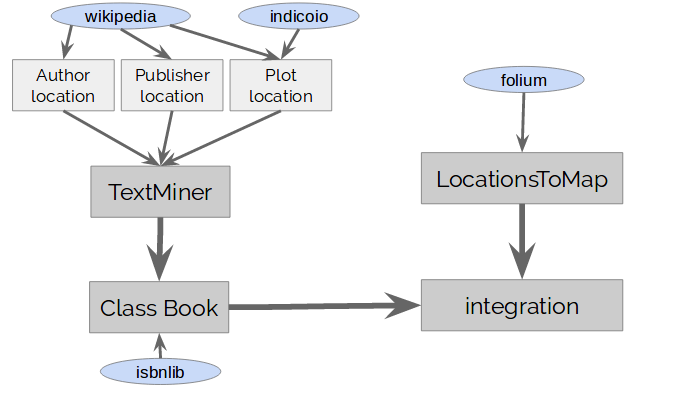 wikipedia
indicoio
Author
location
Publisher
location
Plot
location
folium
TextMiner
LocationsToMap
Class Book
integration
isbnlib